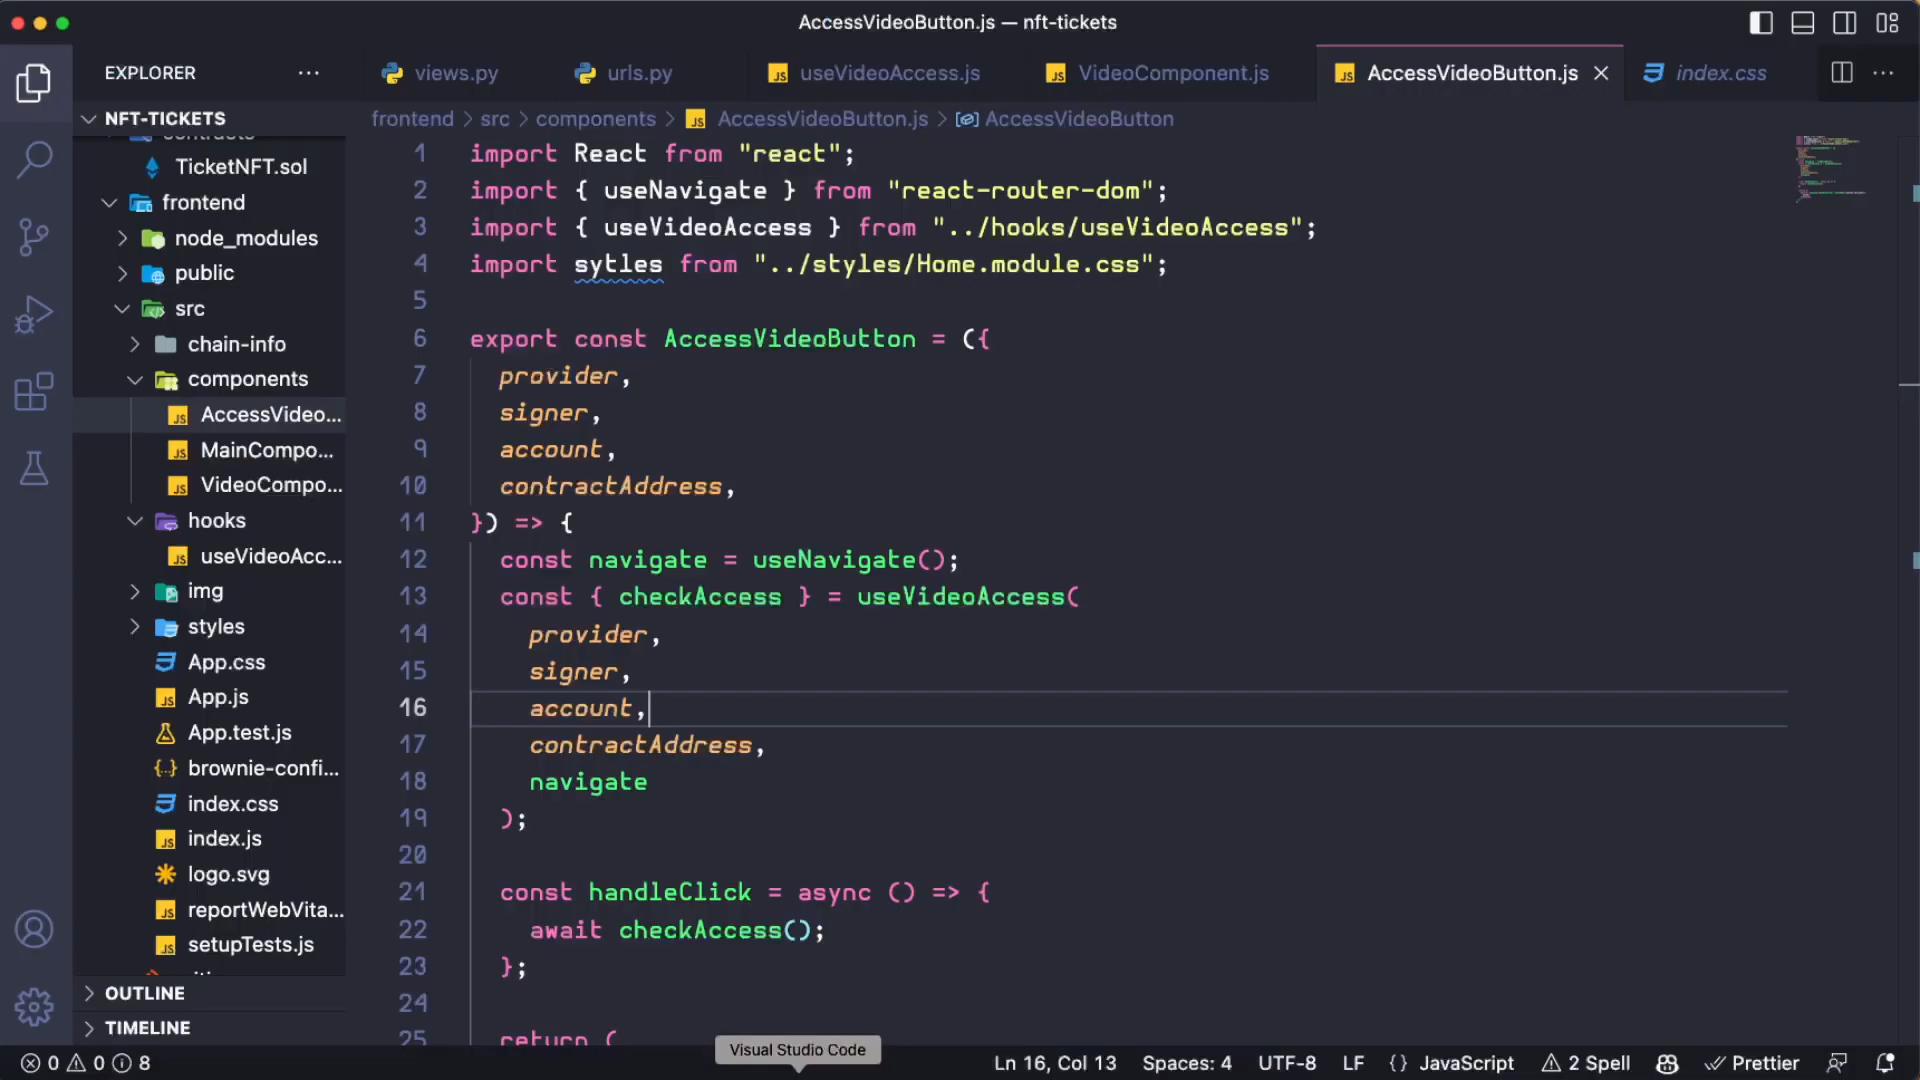 AccessVideoButton.js — nft-tickets
EXPLORER
views.py
urls.py
useVideoAccess.js
VideoComponent.js
AccessVideoButton.js
index.css
NFT-TICKETS
frontend > src > components > AccessVideoButton.js > AccessVideoButton
contracts
TicketNFT.sol
frontend
node_modules
public
src
chain-info
components
AccessVideo...
MainCompo...
VideoCompo...
hooks
useVideoAcc...
img
styles
App.css
App.js
App.test.js
brownie-confi...
index.css
index.js
logo.svg
reportWebVita...
setupTests.js
OUTLINE
TIMELINE
1 import React from "react";
2 import { useNavigate } from "react-router-dom";
3 import { useVideoAccess } from "../hooks/useVideoAccess";
4 import sytles from "../styles/Home.module.css";
5
6 export const AccessVideoButton = ({
7 provider,
8 signer,
9 account,
10 contractAddress,
11 }) => {
12 const navigate = useNavigate();
13 const { checkAccess } = useVideoAccess(
14 provider,
15 signer,
16 account,
17 contractAddress,
18 navigate
19 );
20
21 const handleClick = async () => {
22 await checkAccess();
23 };
24
25 return (
Visual Studio Code
0 0 8
Ln 16, Col 13 Spaces: 4 UTF-8 LF {} JavaScript 2 Spell Prettier